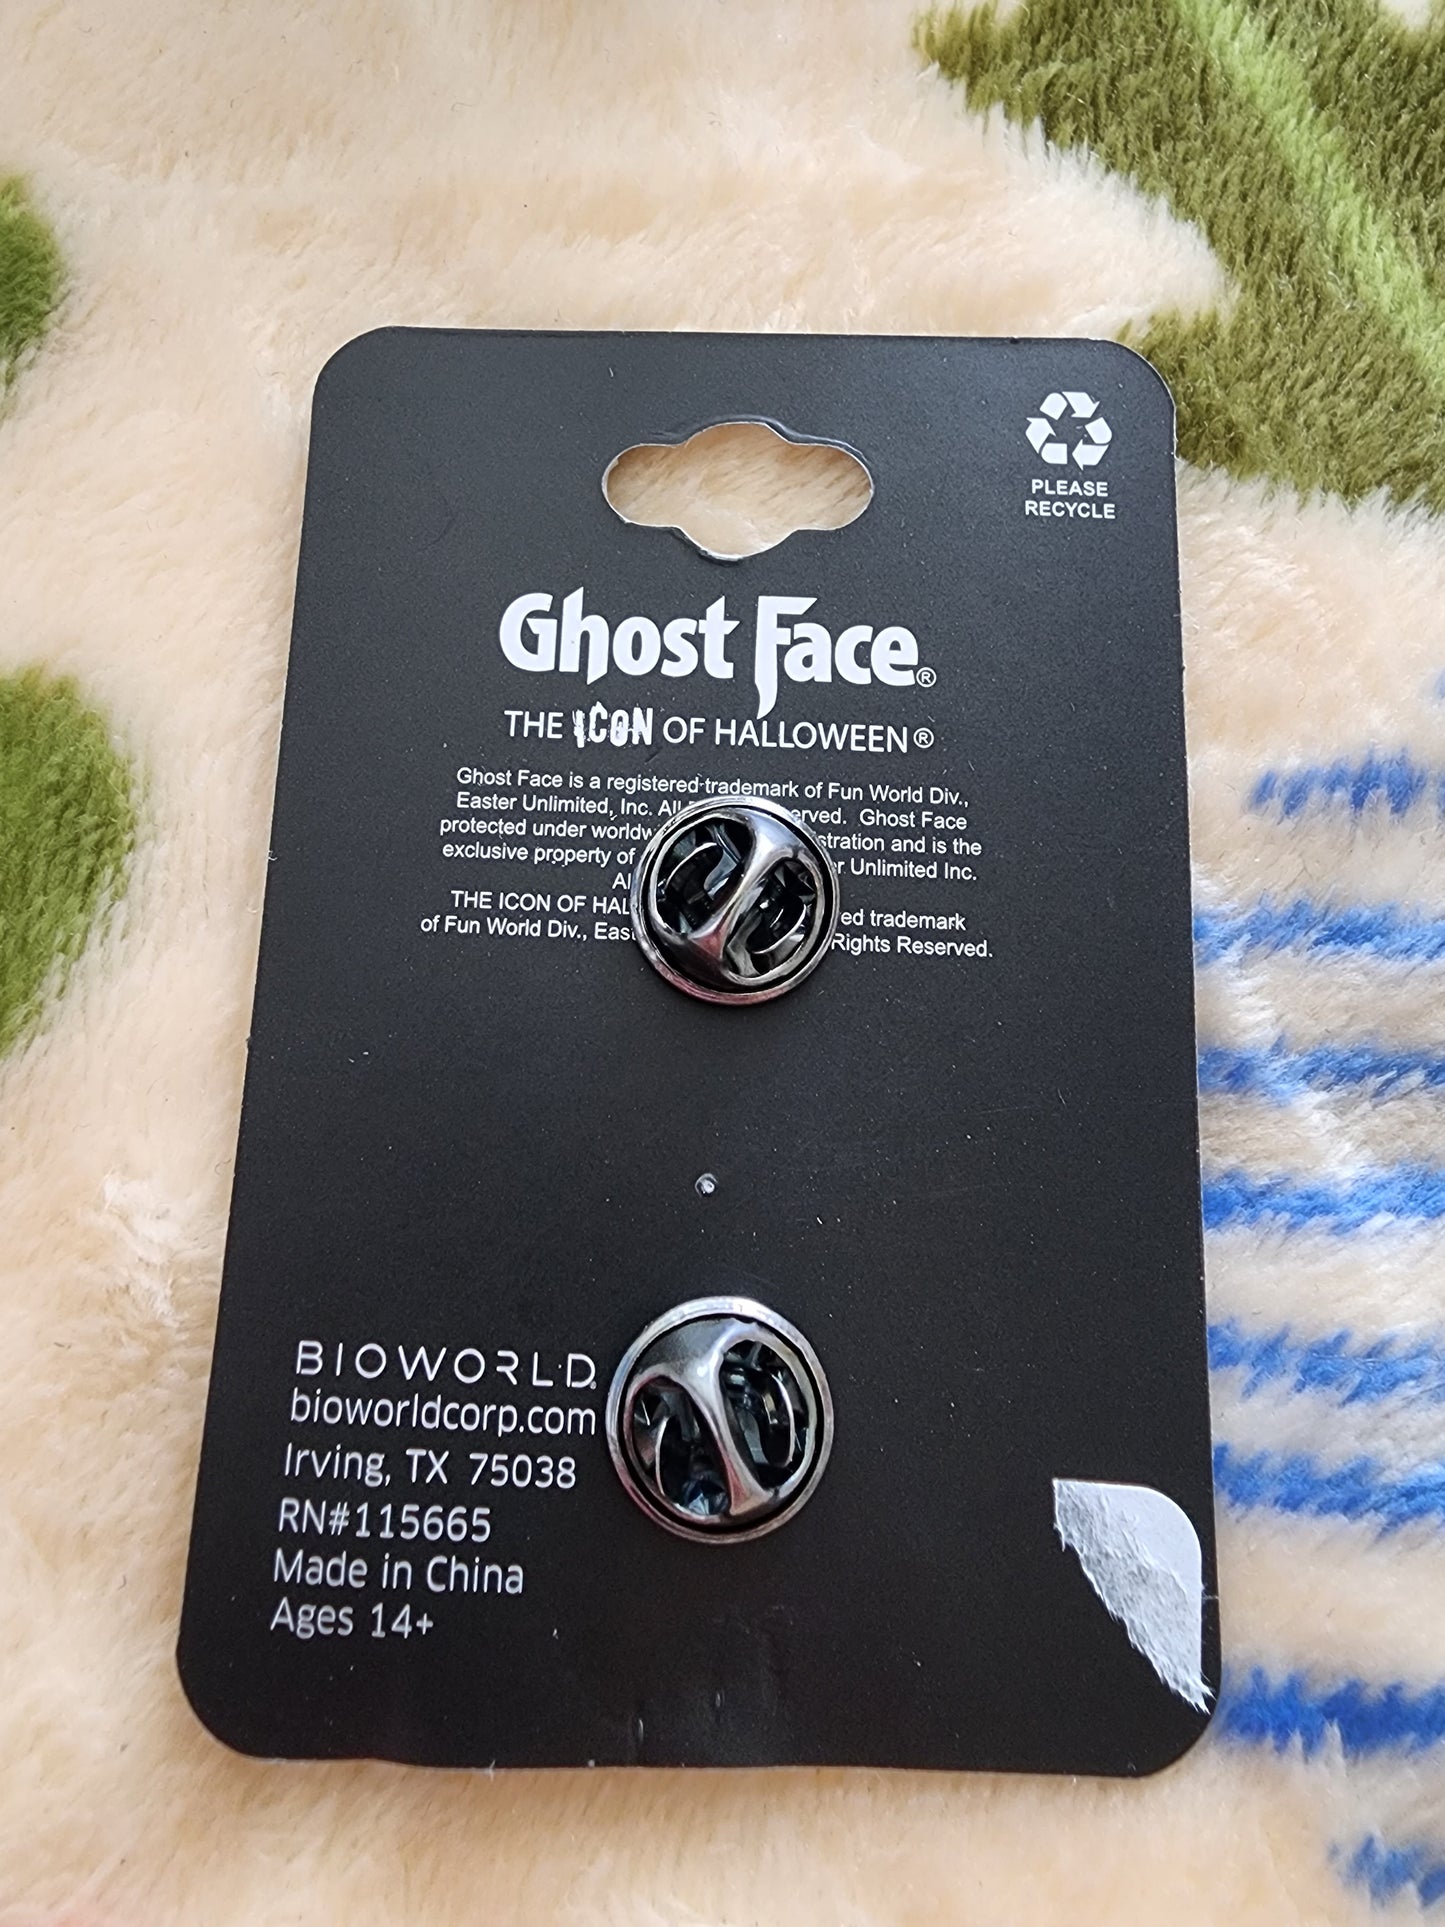 PLEASE
RECYCLE
Ghost Face®
THE ICON OF HALLOWEEN®
Ghost Face is a registered trademark of Fun World Div.,
Easter Unlimited, Inc. All erved. Ghost Face
protected under worldw stration and is the
exclusive property of r Unlimited Inc.
Al
THE ICON OF HAL ed trademark
of Fun World Div., East Rights Reserved.
BIOWORLD
bioworldcorp.com
Irving, TX 75038
RN#115665
Made in China
Ages 14+